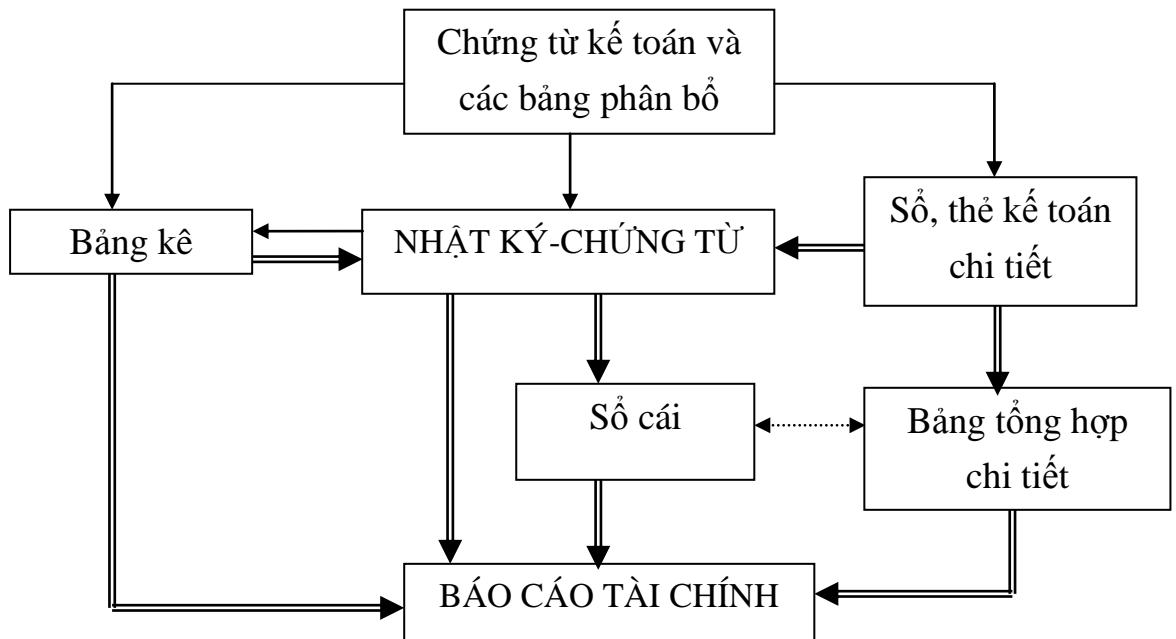 Chứng từ kế toán và
các bảng phân bổ
Bảng kê
NHẬT KÝ-CHỨNG TỪ
Sổ, thẻ kế toán
chi tiết
Sổ cái
Bảng tổng hợp
chi tiết
BÁO CÁO TÀI CHÍNH